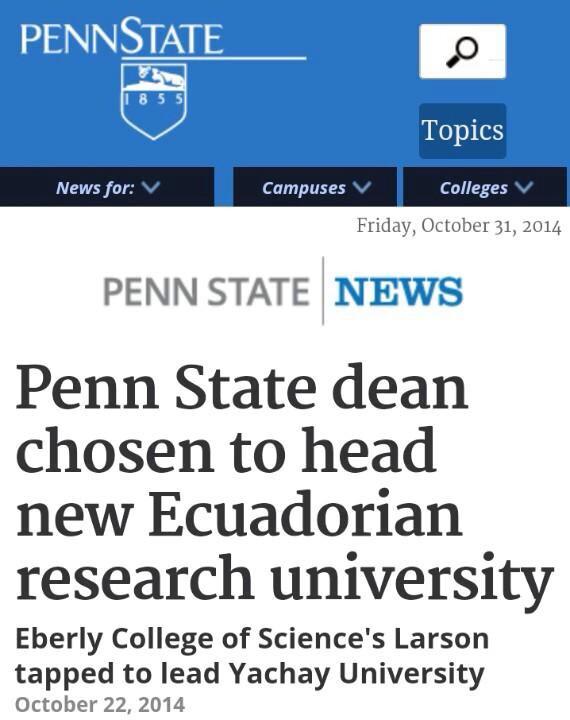 PENNSTATE
1855
Topics
News for:
Campuses
Colleges
Friday, October 31, 2014
PENN STATE NEWS
Penn State dean
chosen to head
new Ecuadorian
research university
Eberly College of Science's Larson
tapped to lead Yachay University
October 22, 2014